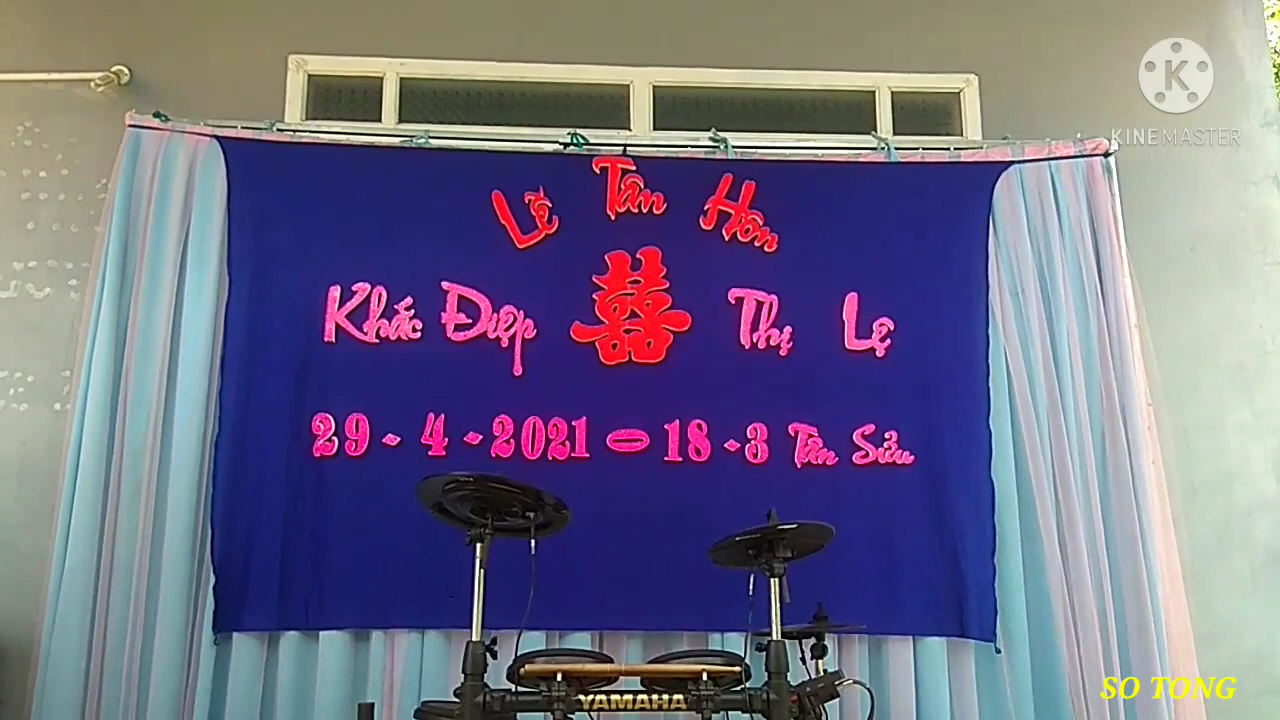 KINEMASTER
Lễ Tân Hôn
Khắc Điệp 囍 Thị Lệ
29 - 4 - 2021 = 18 - 3 Tân Sửu
YAMAHA
SO TONG